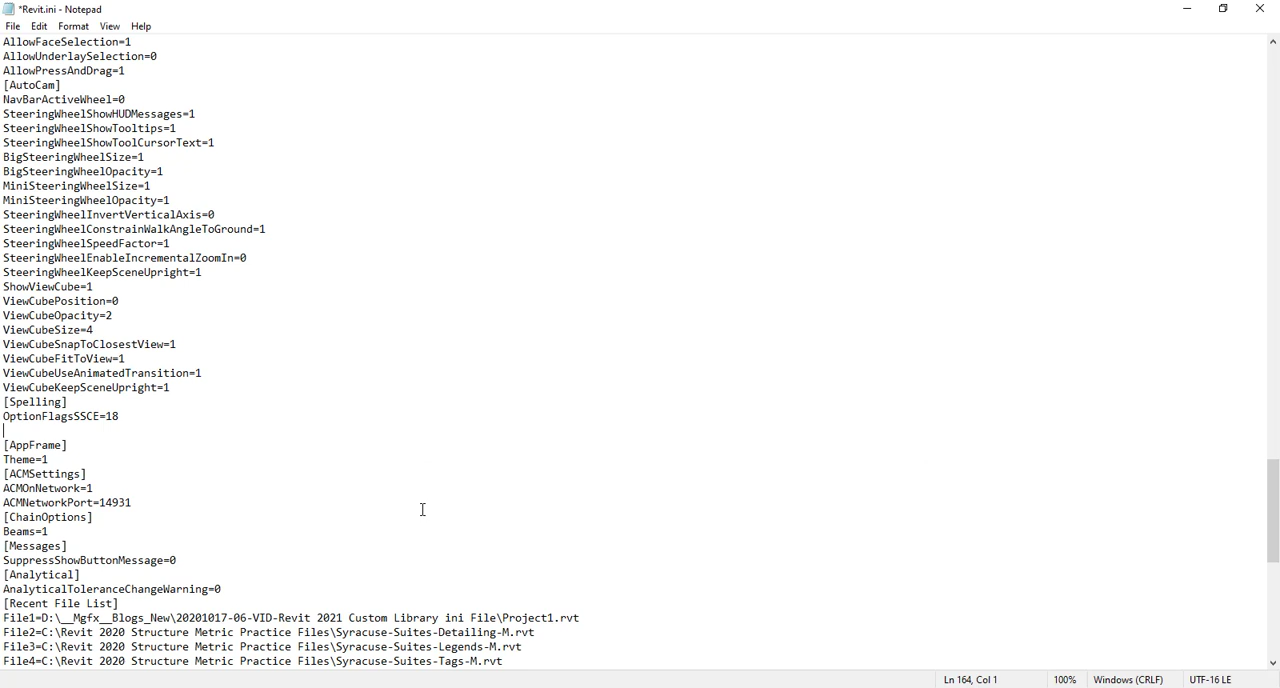 *Revit.ini - Notepad
File Edit Format View Help
AllowFaceSelection=1
AllowUnderlaySelection=0
AllowPressAndDrag=1
[AutoCam]
NavBarActiveWheel=0
SteeringWheelShowHUDMessages=1
SteeringWheelShowTooltips=1
SteeringWheelShowToolCursorText=1
BigSteeringWheelSize=1
BigSteeringWheelOpacity=1
MiniSteeringWheelSize=1
MiniSteeringWheelOpacity=1
SteeringWheelInvertVerticalAxis=0
SteeringWheelConstrainWalkAngleToGround=1
SteeringWheelSpeedFactor=1
SteeringWheelEnableIncrementalZoomIn=0
SteeringWheelKeepSceneUpright=1
ShowViewCube=1
ViewCubePosition=0
ViewCubeOpacity=2
ViewCubeSize=4
ViewCubeSnapToClosestView=1
ViewCubeFitToView=1
ViewCubeUseAnimatedTransition=1
ViewCubeKeepSceneUpright=1
[Spelling]
OptionFlagsSSCE=18
[AppFrame]
Theme=1
[ACMSettings]
ACMOnNetwork=1
ACMNetworkPort=14931
[ChainOptions]
Beams=1
[Messages]
SuppressShowButtonMessage=0
[Analytical]
AnalyticalToleranceChangeWarning=0
[Recent File List]
File1=D:\__Mgfx__Blogs_New\20201017-06-VID-Revit 2021 Custom Library ini File\Project1.rvt
File2=C:\Revit 2020 Structure Metric Practice Files\Syracuse-Suites-Detailing-M.rvt
File3=C:\Revit 2020 Structure Metric Practice Files\Syracuse-Suites-Legends-M.rvt
File4=C:\Revit 2020 Structure Metric Practice Files\Syracuse-Suites-Tags-M.rvt
Ln 164, Col 1 100% Windows (CRLF) UTF-16 LE